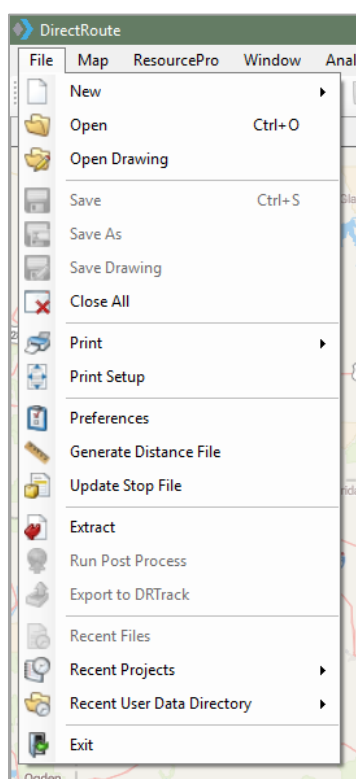 DirectRoute
File Map ResourcePro Window
New
Open Ctrl+O
Open Drawing
Save Ctrl+S
Save As
Save Drawing
Close All
Print
Print Setup
Preferences
Generate Distance File
Update Stop File
Extract
Run Post Process
Export to DRTrack
Recent Files
Recent Projects
Recent User Data Directory
Exit
Ogden